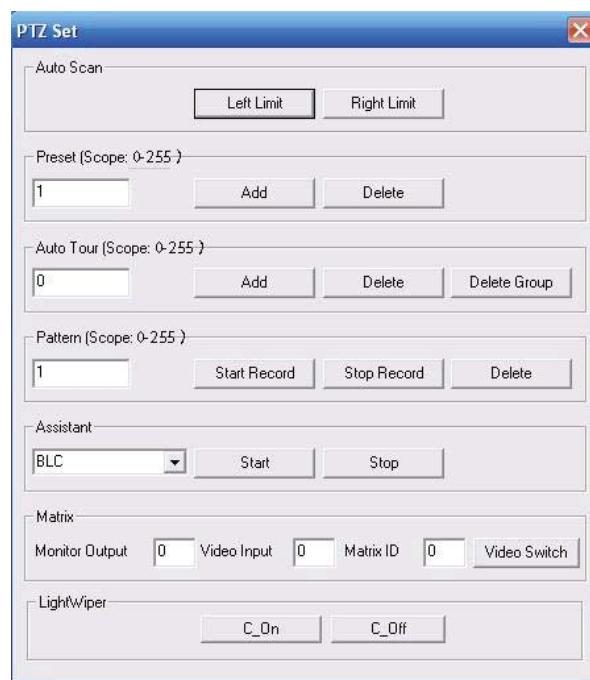 PTZ Set
Auto Scan
Left Limit Right Limit
Preset (Scope: 0-255 )
1 Add Delete
Auto Tour (Scope: 0-255 )
0 Add Delete Delete Group
Pattern (Scope: 0-255 )
1 Start Record Stop Record Delete
Assistant
BLC Start Stop
Matrix
Monitor Output 0 Video Input 0 Matrix ID 0 Video Switch
LightWiper
C_On C_Off